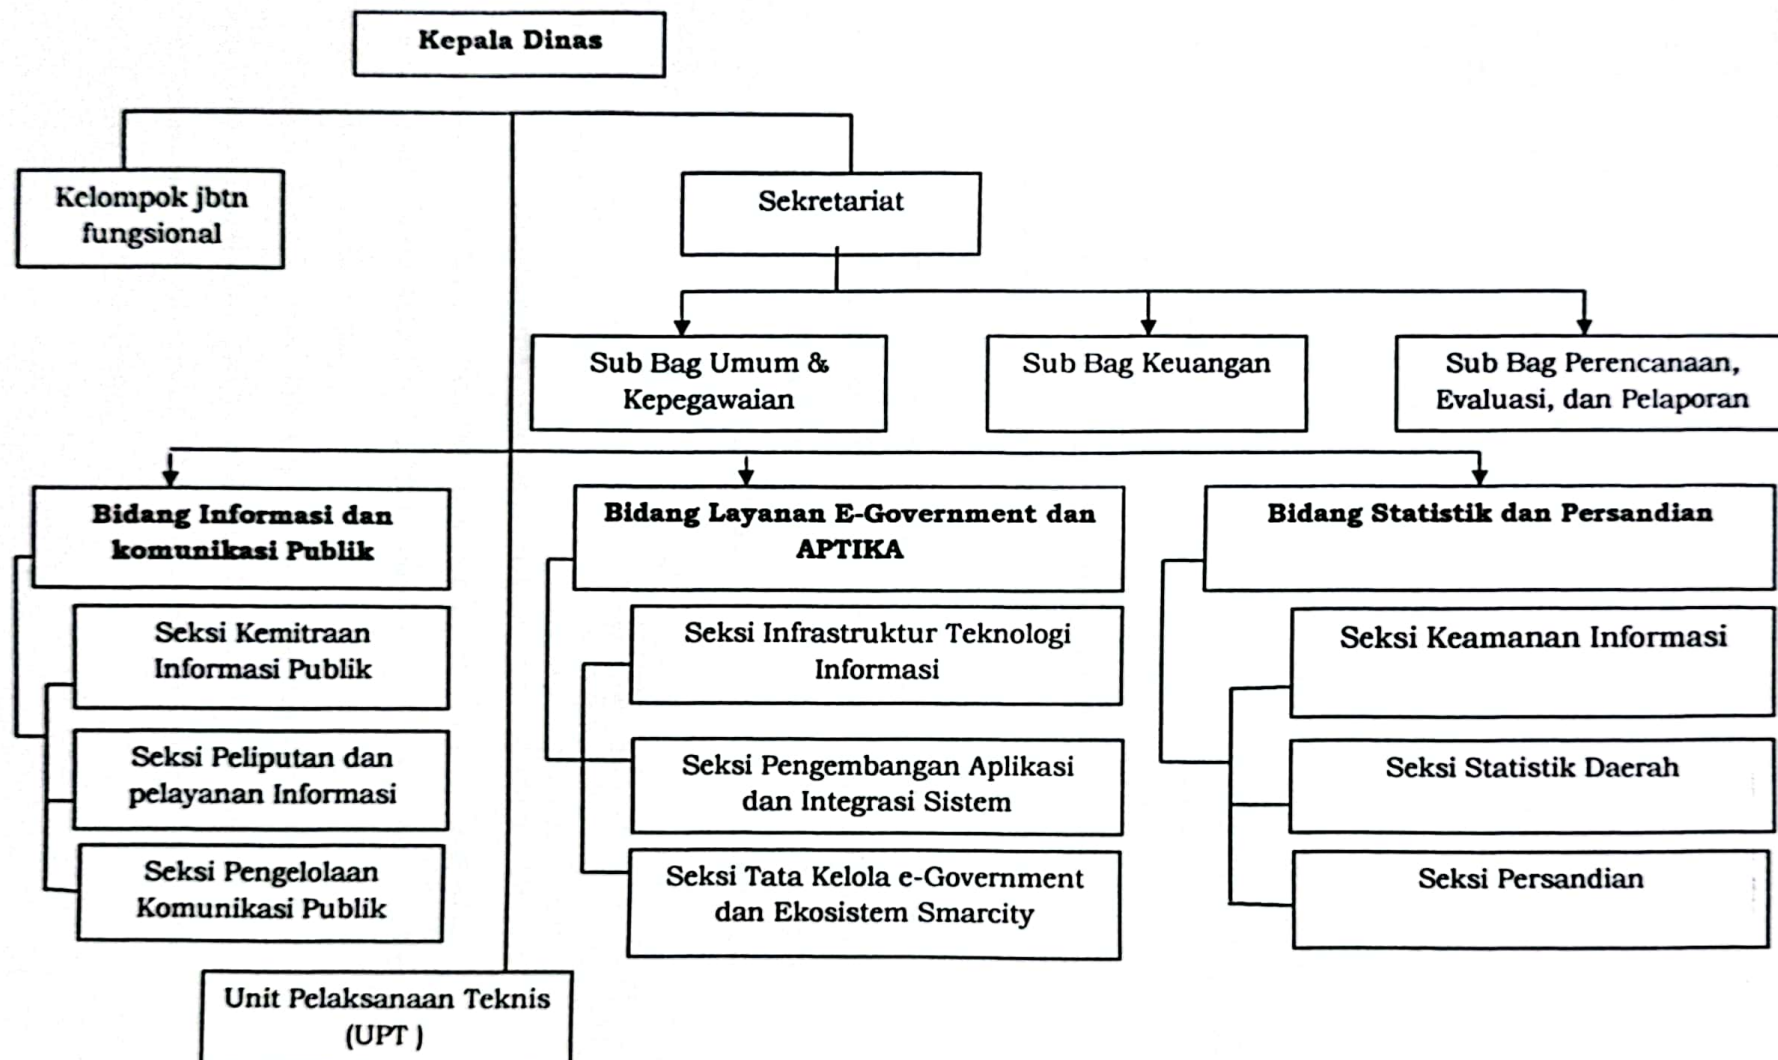 Kepala Dinas
Kelompok jbtn
fungsional
Sekretariat
Sub Bag Umum &
Kepegawaian
Sub Bag Keuangan
Sub Bag Perencanaan,
Evaluasi, dan Pelaporan
Bidang Informasi dan
komunikasi Publik
Bidang Layanan E-Government dan
APTIKA
Bidang Statistik dan Persandian
Seksi Kemitraan
Informasi Publik
Seksi Peliputan dan
pelayanan Informasi
Seksi Pengelolaan
Komunikasi Publik
Seksi Infrastruktur Teknologi
Informasi
Seksi Pengembangan Aplikasi
dan Integrasi Sistem
Seksi Tata Kelola e-Government
dan Ekosistem Smarcity
Seksi Keamanan Informasi
Seksi Statistik Daerah
Seksi Persandian
Unit Pelaksanaan Teknis
(UPT )